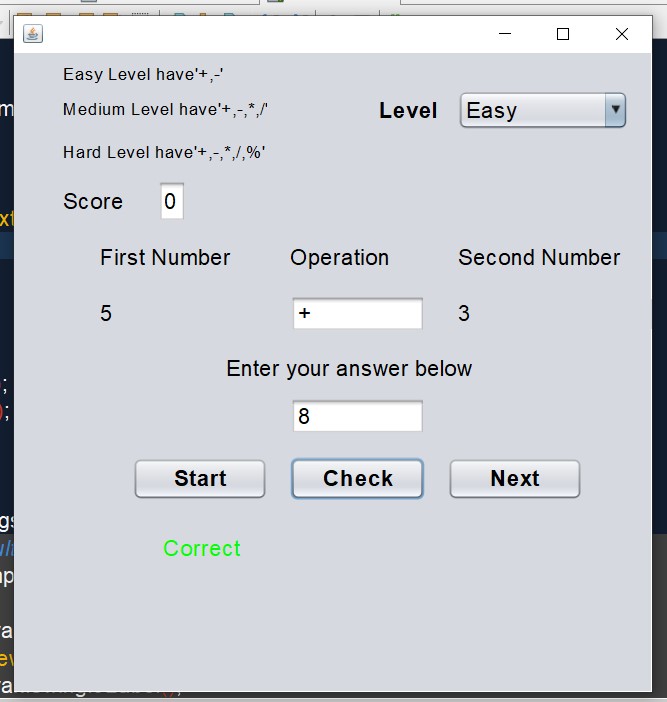 Easy Level have'+,-'
Medium Level have'+,-,*,/'
Level Easy
Hard Level have'+,-,*,/,%'
Score 0
First Number Operation Second Number
5 + 3
Enter your answer below
8
Start Check Next
Correct